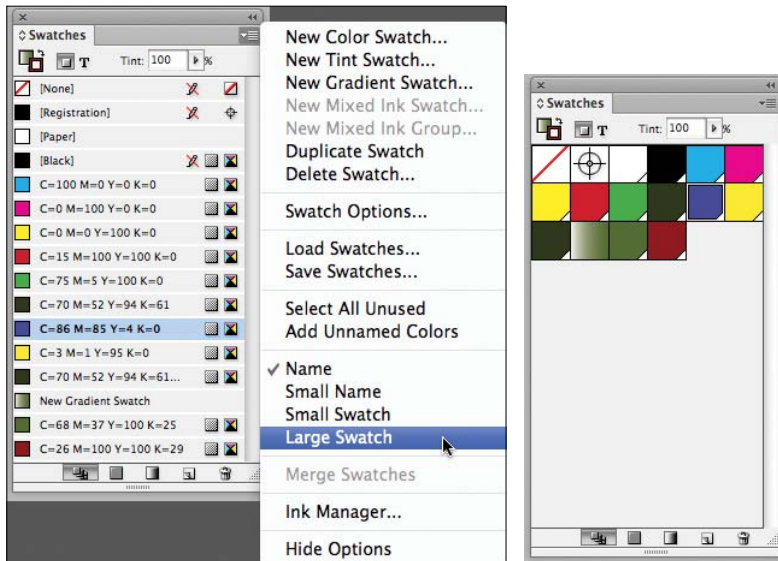 Swatches
T Tint: 100 %
[None]
[Registration]
[Paper]
[Black]
C=100 M=0 Y=0 K=0
C=0 M=100 Y=0 K=0
C=0 M=0 Y=100 K=0
C=15 M=100 Y=100 K=0
C=75 M=5 Y=100 K=0
C=70 M=52 Y=94 K=61
C=86 M=85 Y=4 K=0
C=3 M=1 Y=95 K=0
C=70 M=52 Y=94 K=61...
New Gradient Swatch
C=68 M=37 Y=100 K=25
C=26 M=100 Y=100 K=29
New Color Swatch...
New Tint Swatch...
New Gradient Swatch...
New Mixed Ink Swatch...
New Mixed Ink Group...
Duplicate Swatch
Delete Swatch...
Swatch Options...
Load Swatches...
Save Swatches...
Select All Unused
Add Unnamed Colors
Name
Small Name
Small Swatch
Large Swatch
Merge Swatches
Ink Manager...
Hide Options
Swatches
T Tint: 100 %